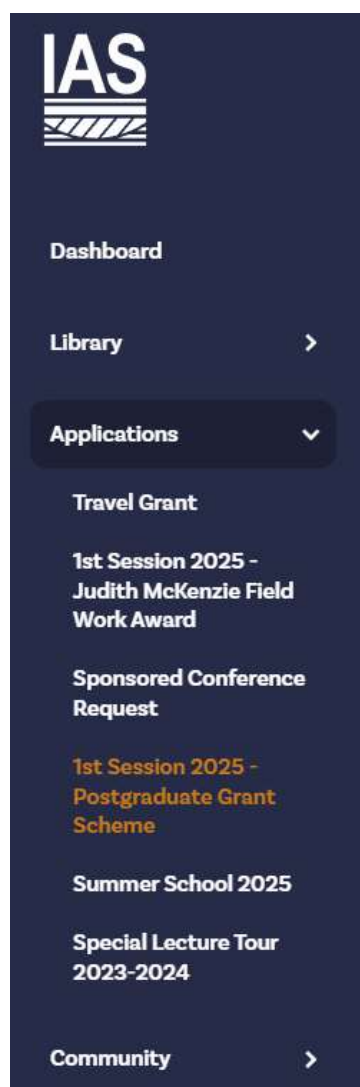 IAS
Dashboard
Library
Applications
Travel Grant
1st Session 2025 -
Judith McKenzie Field
Work Award
Sponsored Conference
Request
1st Session 2025 -
Postgraduate Grant
Scheme
Summer School 2025
Special Lecture Tour
2023-2024
Community